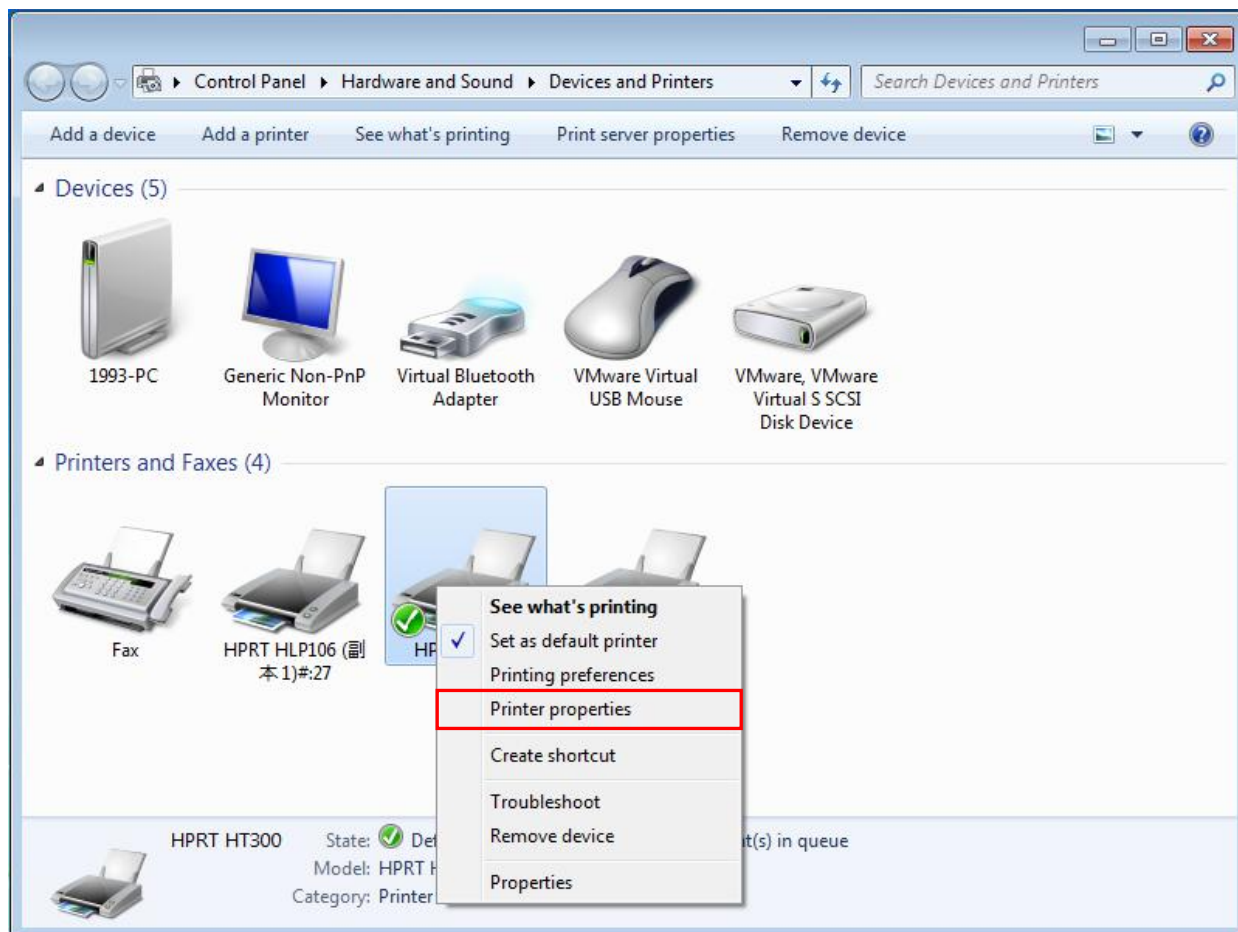 Control Panel Hardware and Sound Devices and Printers Search Devices and Printers
Add a device Add a printer See what's printing Print server properties Remove device
Devices (5)
1993-PC
Generic Non-PnP
Monitor
Virtual Bluetooth
Adapter
VMware Virtual
USB Mouse
VMware, VMware
Virtual S SCSI
Disk Device
Printers and Faxes (4)
Fax
HPRT HLP106 (副
本 1)#:27
See what's printing
Set as default printer
Printing preferences
Printer properties
Create shortcut
Troubleshoot
Remove device
Properties
HPRT HT300 State: in queue
Model: HPRT
Category: Printer